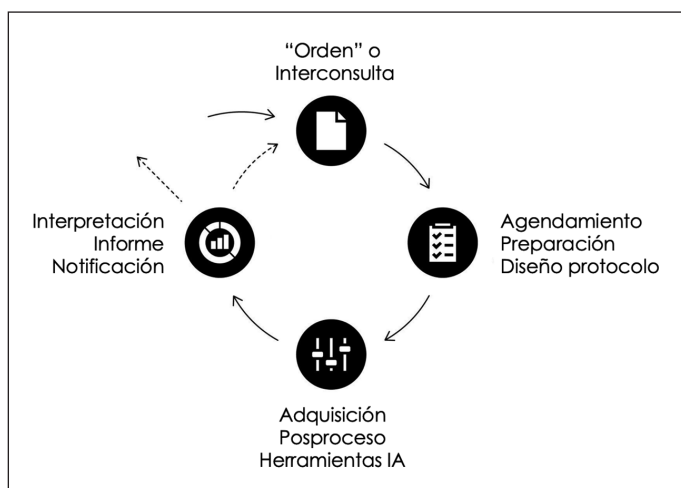 “Orden” o
Interconsulta
Agendamiento
Preparación
Diseño protocolo
Adquisición
Posproceso
Herramientas IA
Interpretación
Informe
Notificación